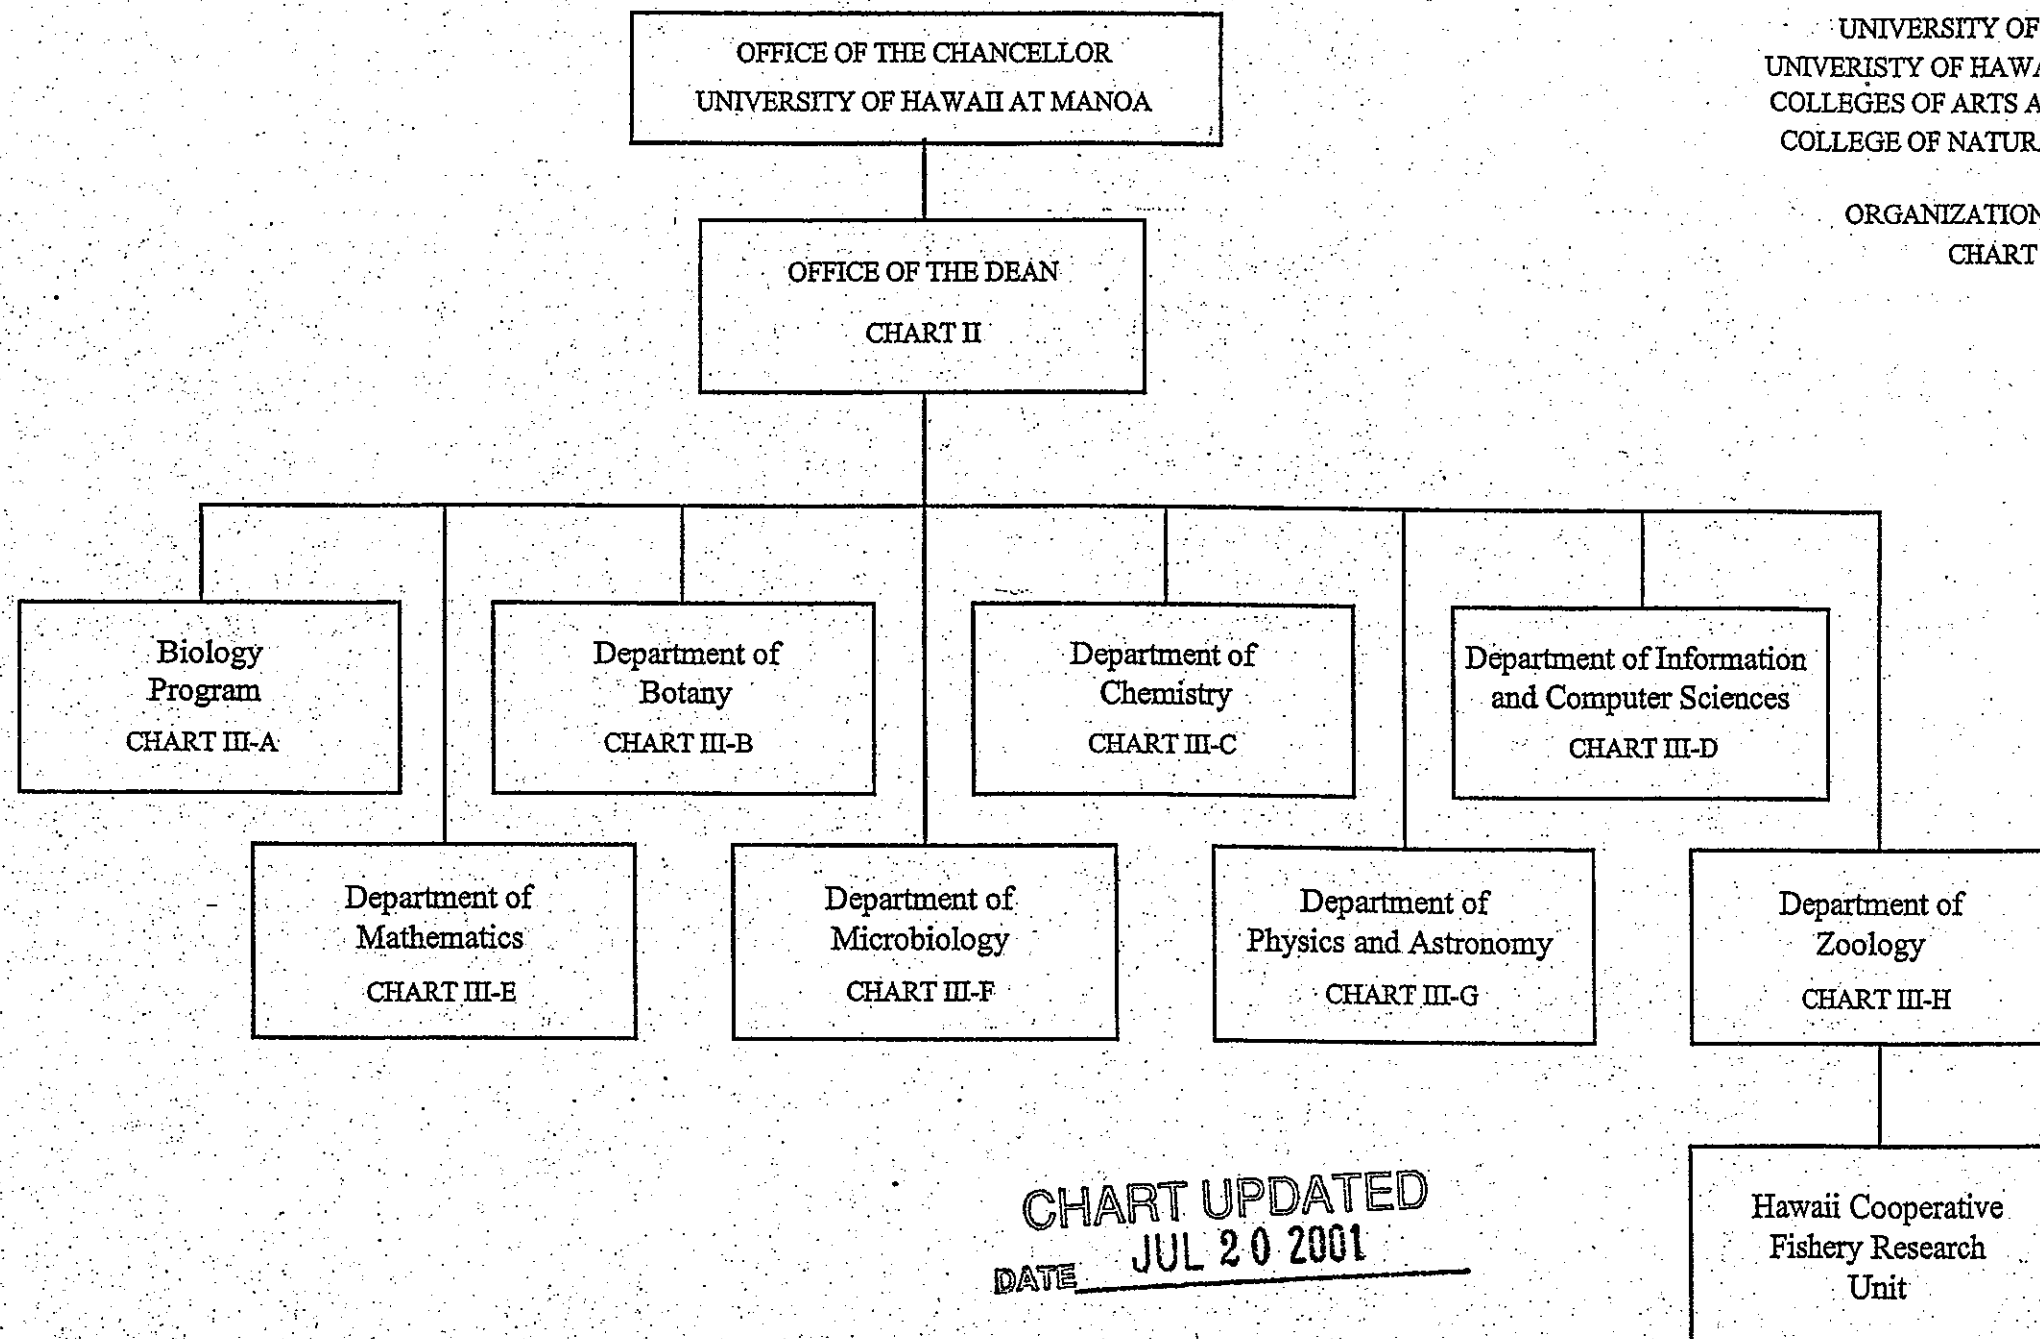 OFFICE OF THE CHANCELLOR
UNIVERSITY OF HAWAII AT MANOA
UNIVERSITY OF
UNIVERISTY OF HAWA
COLLEGES OF ARTS A
COLLEGE OF NATUR
ORGANIZATION
CHART
OFFICE OF THE DEAN
CHART II
Biology
Program
CHART III-A
Department of
Botany
CHART III-B
Department of
Chemistry
CHART III-C
Department of Information
and Computer Sciences
CHART III-D
Department of
Mathematics
CHART III-E
Department of
Microbiology
CHART III-F
Department of
Physics and Astronomy
CHART III-G
Department of
Zoology
CHART III-H
Hawaii Cooperative
Fishery Research
Unit
CHART UPDATED
DATE JUL 20 2001